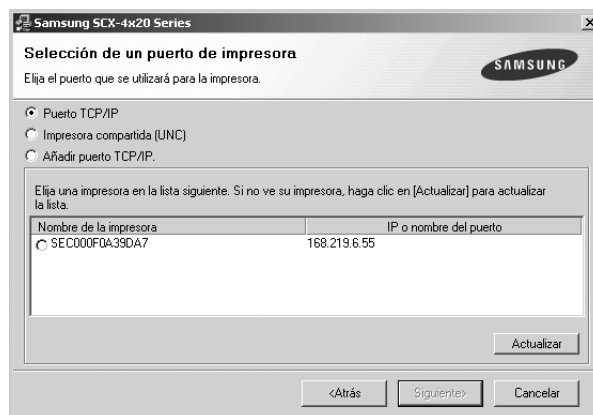 Samsung SCX-4x20 Series
Selección de un puerto de impresora
Elija el puerto que se utilizará para la impresora.
SAMSUNG
Puerto TCP/IP
Impresora compartida (UNC)
Añadir puerto TCP/IP.
Elija una impresora en la lista siguiente. Si no ve su impresora, haga clic en [Actualizar] para actualizar
la lista.
Nombre de la impresora IP o nombre del puerto
SEC000F0A39DA7 168.219.6.55
Actualizar
<Atrás Siguiente> Cancelar